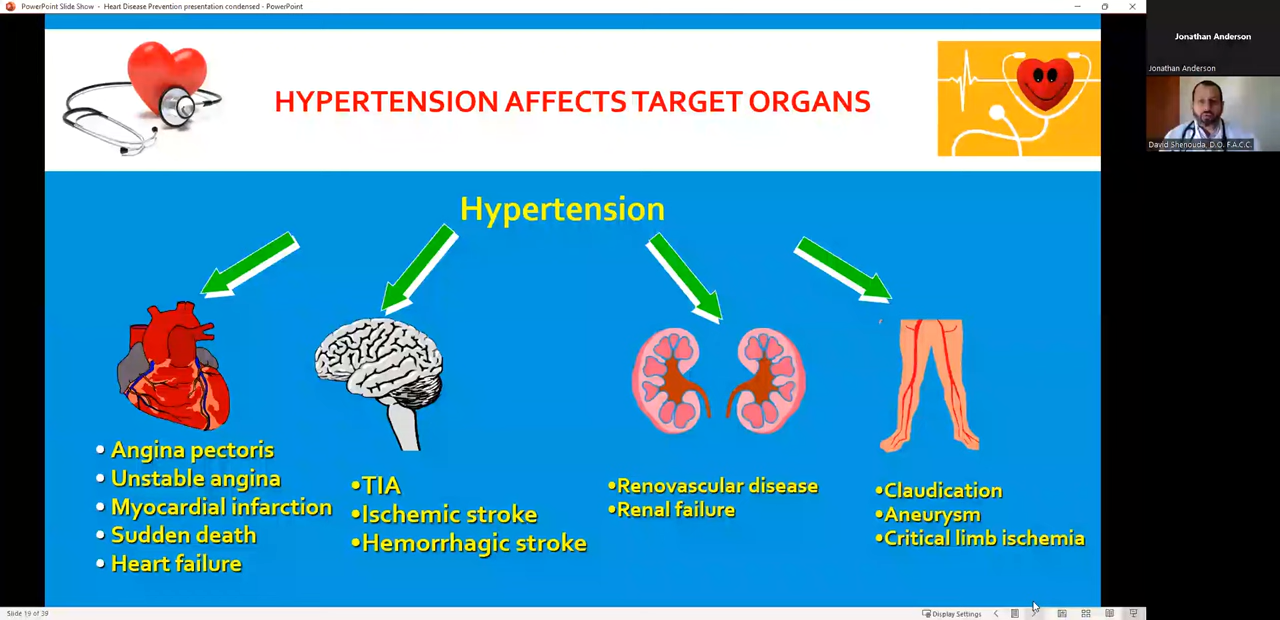 PowerPoint Slide Show - Heart Disease Prevention presentation condensed - PowerPoint
Jonathan Anderson
Jonathan Anderson
David Shenouda, D.O. F.A.C.C.
HYPERTENSION AFFECTS TARGET ORGANS
Hypertension
• Angina pectoris
• Unstable angina
• Myocardial infarction
• Sudden death
• Heart failure
•TIA
•Ischemic stroke
•Hemorrhagic stroke
•Renovascular disease
•Renal failure
•Claudication
•Aneurysm
•Critical limb ischemia
Slide 19 of 39
Display Settings